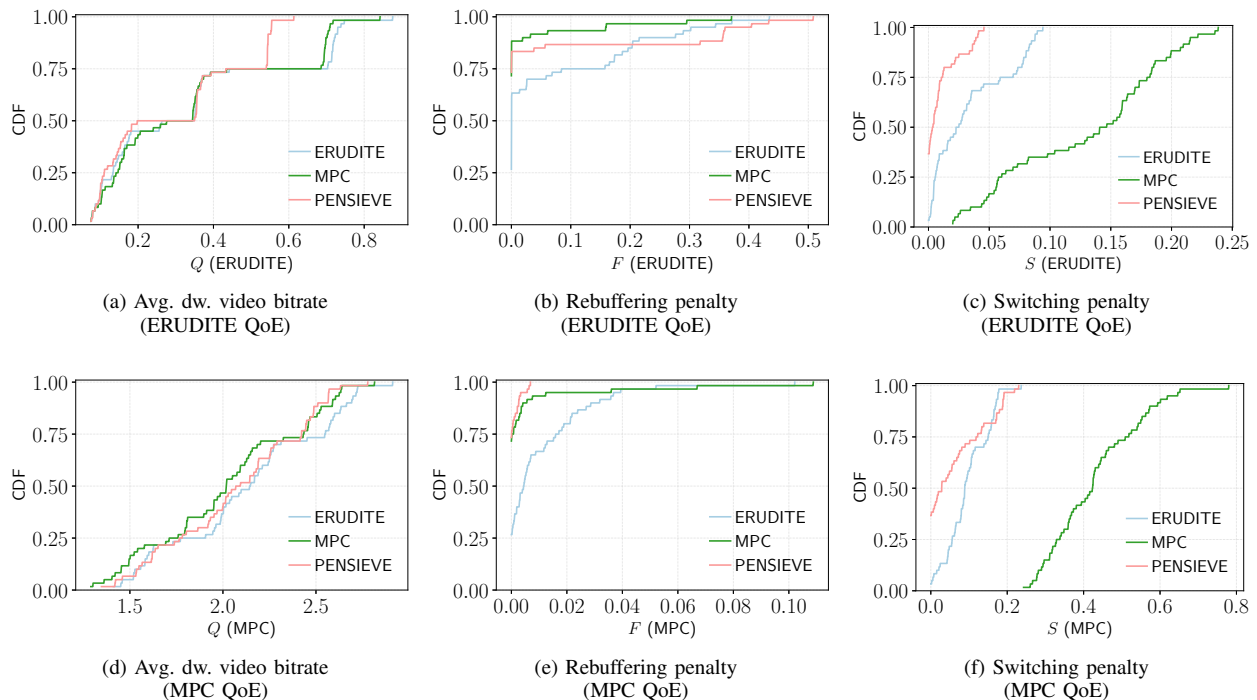 1.00
0.75
0.50
0.25
0.00
CDF
0.2
0.4
0.6
0.8
Q (ERUDITE)
ERUDITE
MPC
PENSIEVE
(a) Avg. dw. video bitrate
(ERUDITE QoE)
1.00
0.75
0.50
0.25
0.00
CDF
0.0
0.1
0.2
0.3
0.4
0.5
F (ERUDITE)
ERUDITE
MPC
PENSIEVE
(b) Rebuffering penalty
(ERUDITE QoE)
1.00
0.75
0.50
0.25
0.00
CDF
0.00
0.05
0.10
0.15
0.20
0.25
S (ERUDITE)
ERUDITE
MPC
PENSIEVE
(c) Switching penalty
(ERUDITE QoE)
1.00
0.75
0.50
0.25
0.00
CDF
1.5
2.0
2.5
Q (MPC)
ERUDITE
MPC
PENSIEVE
(d) Avg. dw. video bitrate
(MPC QoE)
1.00
0.75
0.50
0.25
0.00
CDF
0.00
0.02
0.04
0.06
0.08
0.10
F (MPC)
ERUDITE
MPC
PENSIEVE
(e) Rebuffering penalty
(MPC QoE)
1.00
0.75
0.50
0.25
0.00
CDF
0.0
0.2
0.4
0.6
0.8
S (MPC)
ERUDITE
MPC
PENSIEVE
(f) Switching penalty
(MPC QoE)